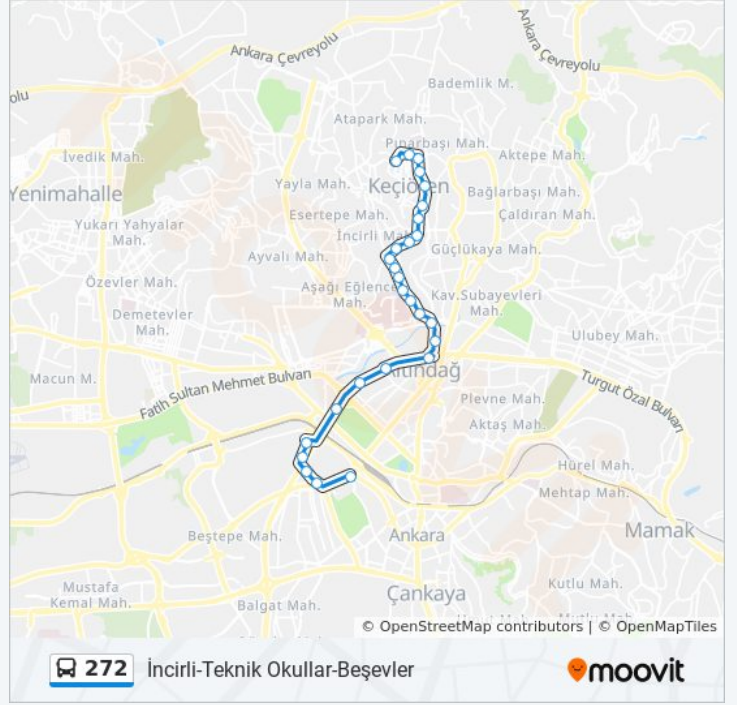 Ankara Çevreyolu
Ankara Çevreyolu
Bademlik M.
olu
Atapark Mah.
Pınarbaşı Mah.
İvedik Mah.
Aktepe Mah.
Yenimahalle
Yayla Mah.
Keçiören
Bağlarbaşı Mah.
Esertepe Mah.
Çaldıran Mah.
Yukarı Yahyalar
Mah.
İncirli Mah.
Ayvalı Mah.
Güçlükaya Mah.
Özevler Mah.
Aşağı Eğlence
Mah.
Kav.Subayevleri
Mah.
Demetevler
Mah.
Ulubey Mah.
Macun M.
Fatih Sultan Mehmet Bulvarı
Altındağ
Turgut Özal Bulvarı
Plevne Mah.
Aktaş Mah.
Hürel Mah.
Mehtap Mah.
Beştepe Mah.
Ankara
Mamak
Mustafa
Kemal Mah.
Kutlu Mah.
Çankaya
Balgat Mah.
© OpenStreetMap contributors | © OpenMapTiles
272 İncirli-Teknik Okullar-Beşevler
moovit